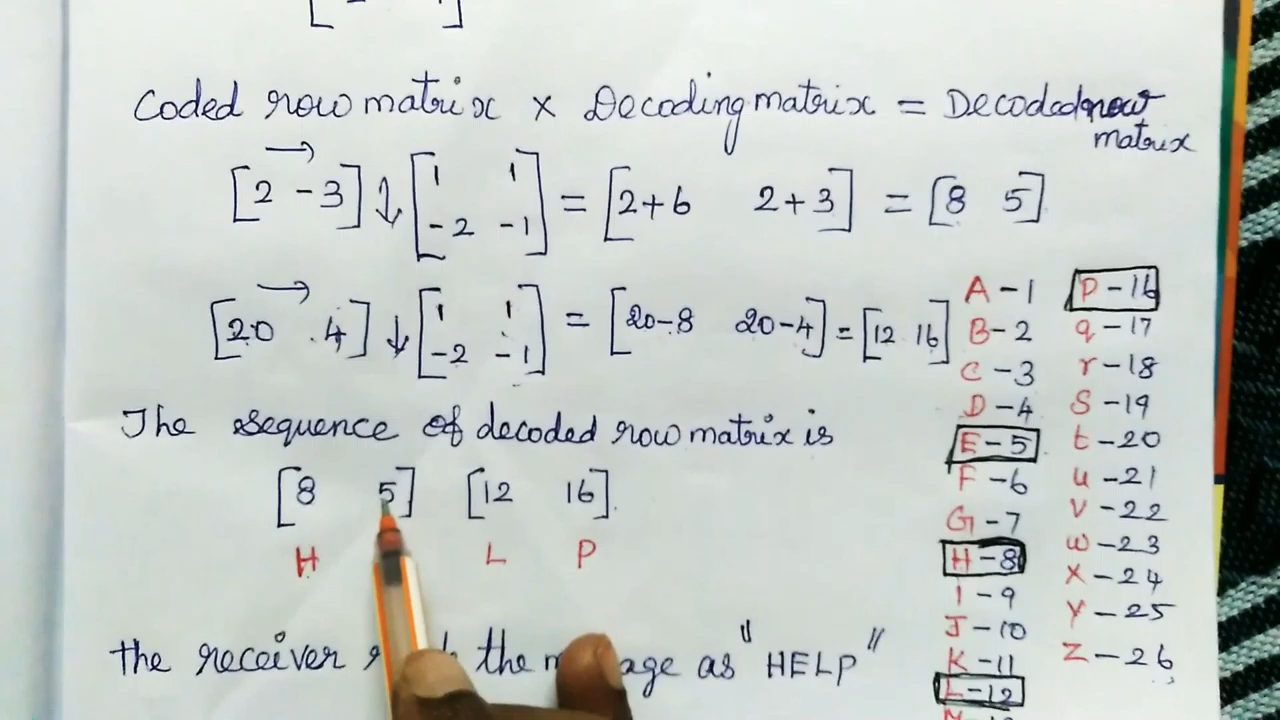 Coded row matrix × Decoding matrix = Decoded row matrix
[2 -3] [1 1 -2 -1] = [2+6 2+3] = [8 5]
[20 4] [1 1 -2 -1] = [20-8 20-4] = [12 16]
The sequence of decoded row matrix is
[8 5] [12 16].
H L P
the receiver the as "HELP"
A-1
B-2
C-3
D-4
E-5
F-6
G-7
H-8
I-9
J-10
K-11
L-12
P-16
q-17
r-18
S-19
t-20
u-21
V-22
w-23
X-24
Y-25
Z-26